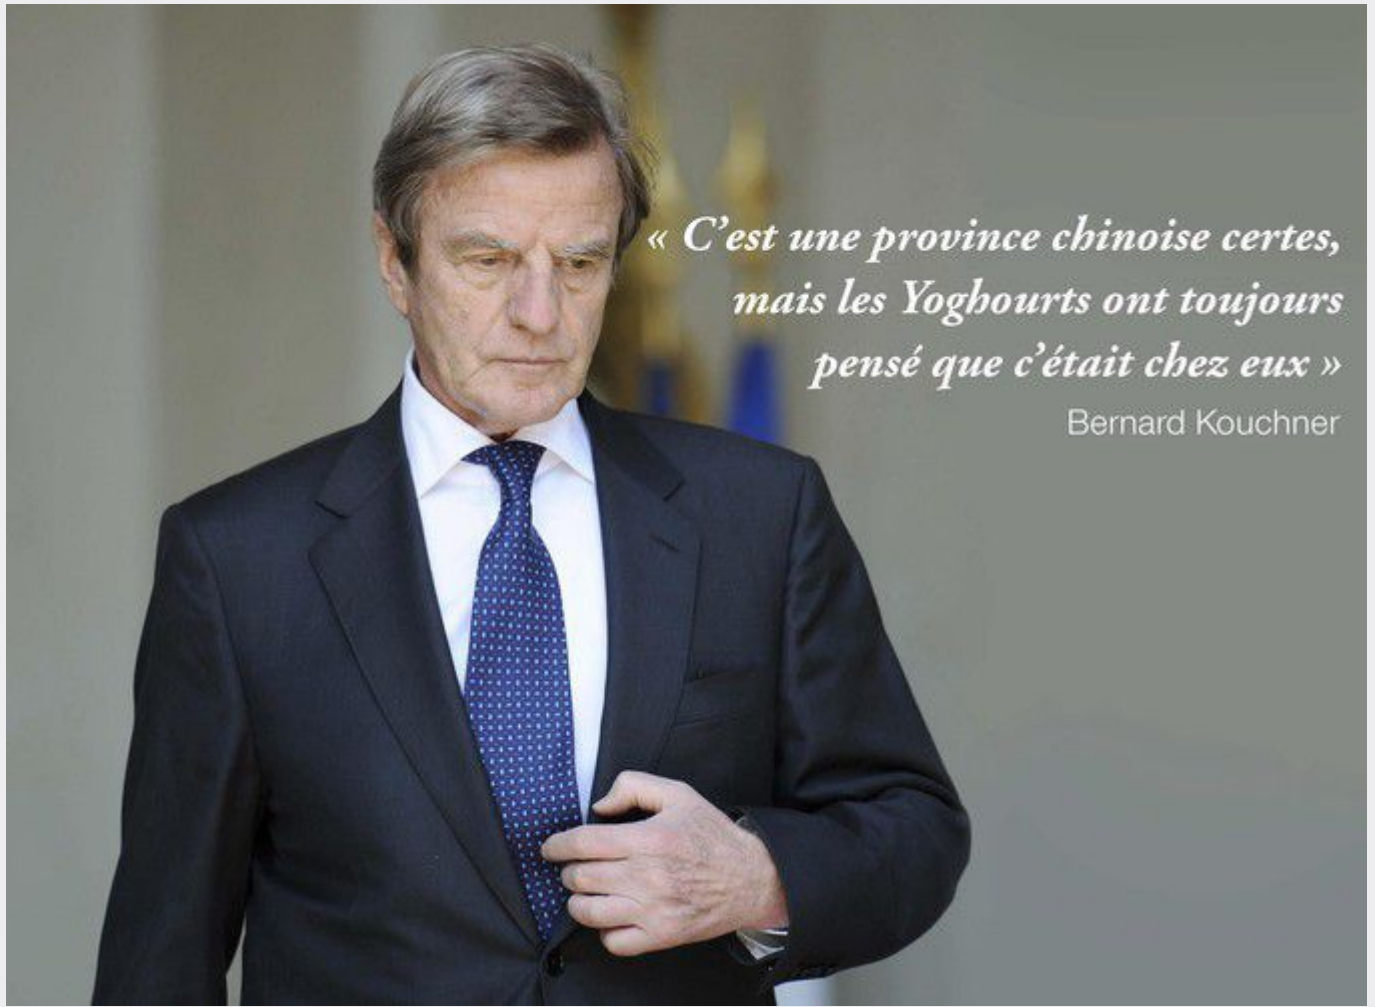 « C’est une province chinoise certes,
mais les Yoghourts ont toujours
pensé que c’était chez eux »
Bernard Kouchner